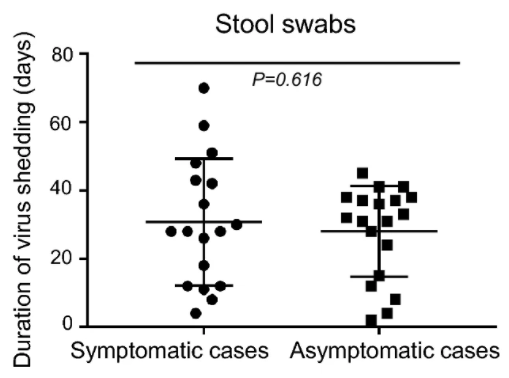 Stool swabs
P=0.616
Duration of virus shedding (days)
80
60
40
20
0
Symptomatic cases
Asymptomatic cases